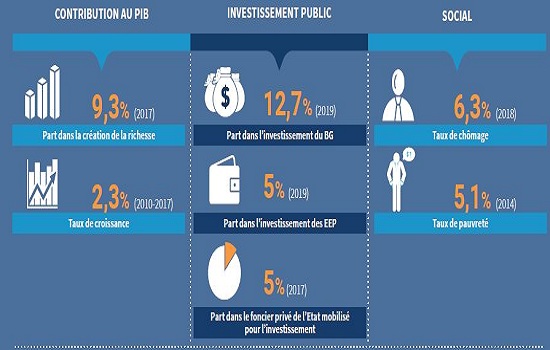 CONTRIBUTION AU PIB
9,3% (2017)
Part dans la création de la richesse
2,3% (2010-2017)
Taux de croissance
INVESTISSEMENT PUBLIC
$
12,7% (2019)
Part dans l'investissement du BG
5% (2019)
Part dans l'investissement des EEP
5% (2017)
Part dans le foncier privé de l'Etat mobilisé
pour l'investissement
SOCIAL
6,3% (2018)
Taux de chômage
5,1% (2014)
Taux de pauvreté